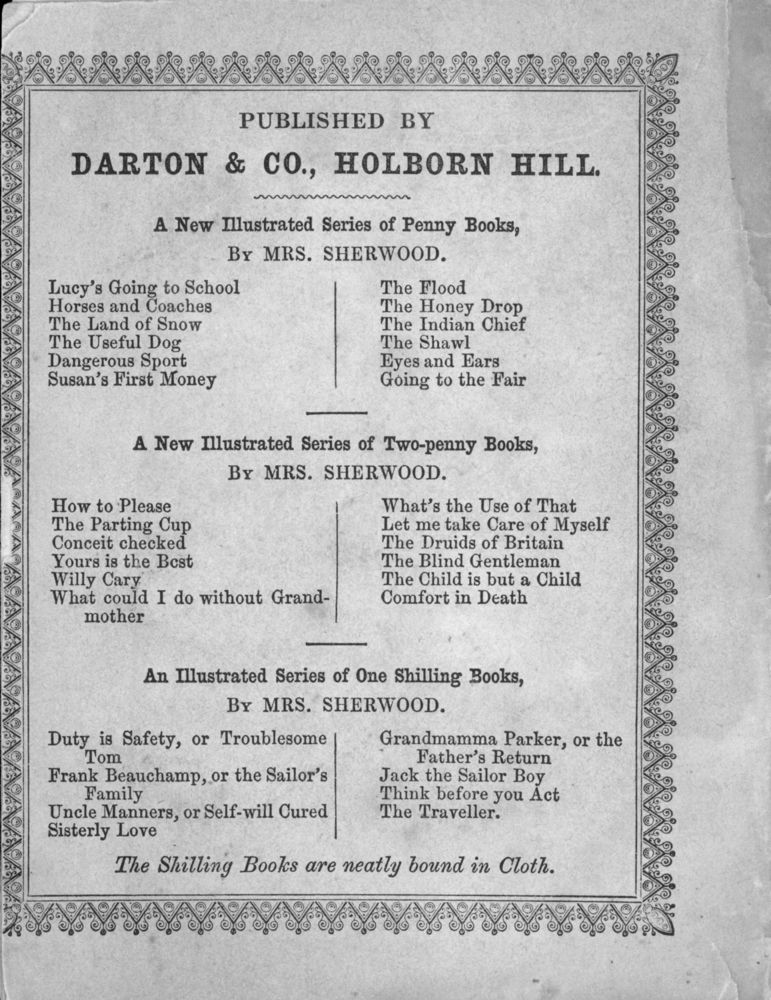 PUBLISHED BY
DARTON & CO., HOLBORN HILL.
A New Illustrated Series of Penny Books,
BY MRS. SHERWOOD.
Lucy's Going to School
Horses and Coaches
The Land of Snow
The Useful Dog
Dangerous Sport
Susan's First Money
The Flood
The Honey Drop
The Indian Chief
The Shawl
Eyes and Ears
Going to the Fair
A New Illustrated Series of Two-penny Books,
BY MRS. SHERWOOD.
How to Please
The Parting Cup
Conceit checked
Yours is the Best
Willy Cary
What could I do without Grand-
mother
What's the Use of That
Let me take Care of Myself
The Druids of Britain
The Blind Gentleman
The Child is but a Child
Comfort in Death
An Illustrated Series of One Shilling Books,
BY MRS. SHERWOOD.
Duty is Safety, or Troublesome
Tom
Frank Beauchamp, or the Sailor's
Family
Uncle Manners, or Self-will Cured
Sisterly Love
Grandmamma Parker, or the
Father's Return
Jack the Sailor Boy
Think before you Act
The Traveller.
The Shilling Books are neatly bound in Cloth.